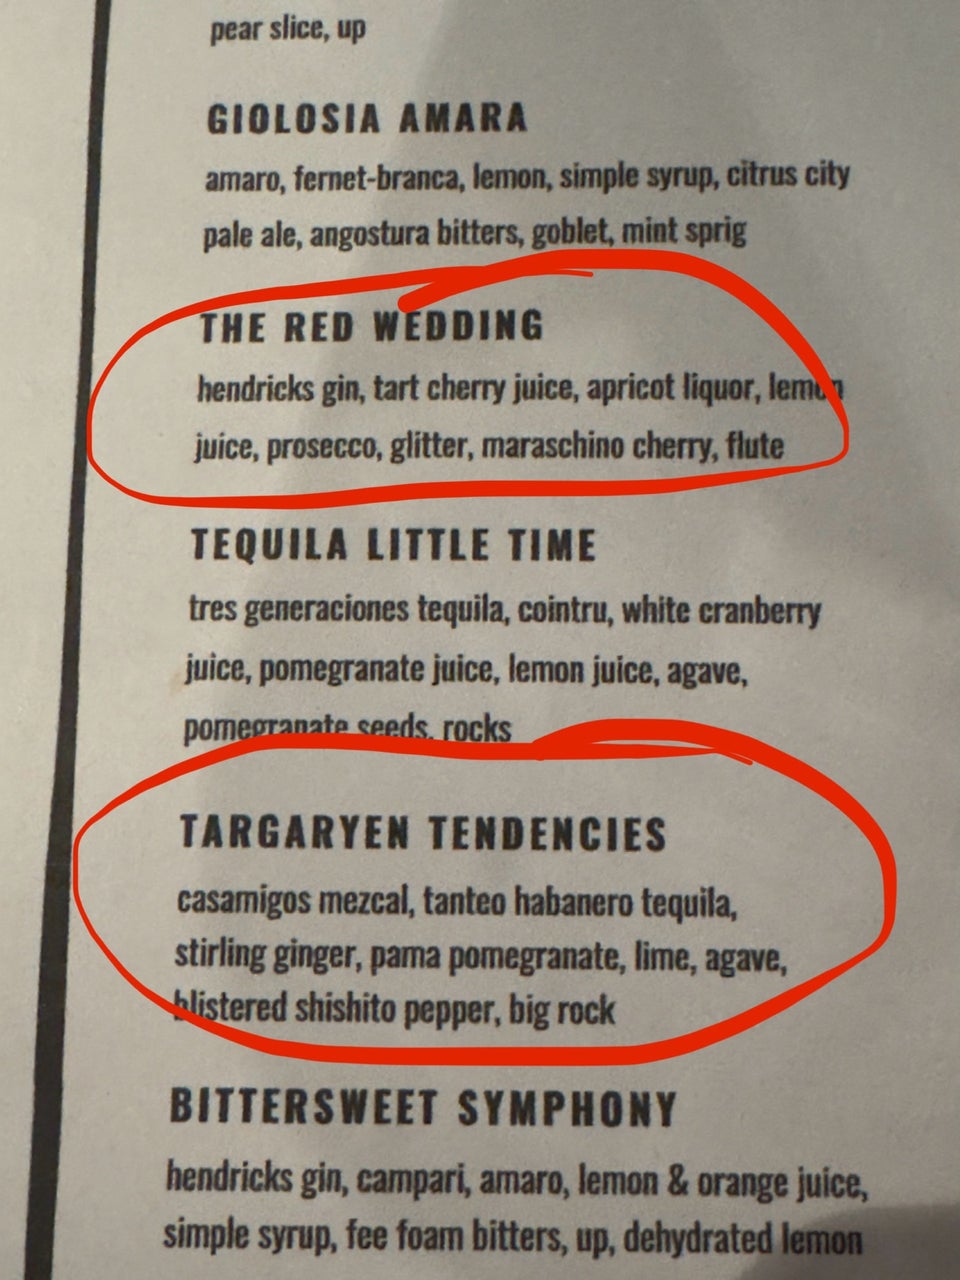 pear slice, up
GIOLOSIA AMARA
amaro, fernet-branca, lemon, simple syrup, citrus city
pale ale, angostura bitters, goblet, mint sprig
THE RED WEDDING
hendricks gin, tart cherry juice, apricot liquor, lemon
juice, prosecco, glitter, maraschino cherry, flute
TEQUILA LITTLE TIME
tres generaciones tequila, cointru, white cranberry
juice, pomegranate juice, lemon juice, agave,
pomegranate seeds, rocks
TARGARYEN TENDENCIES
casamigos mezcal, tanteo habanero tequila,
stirling ginger, pama pomegranate, lime, agave,
blistered shishito pepper, big rock
BITTERSWEET SYMPHONY
hendricks gin, campari, amaro, lemon & orange juice,
simple syrup, fee foam bitters, up, dehydrated lemon